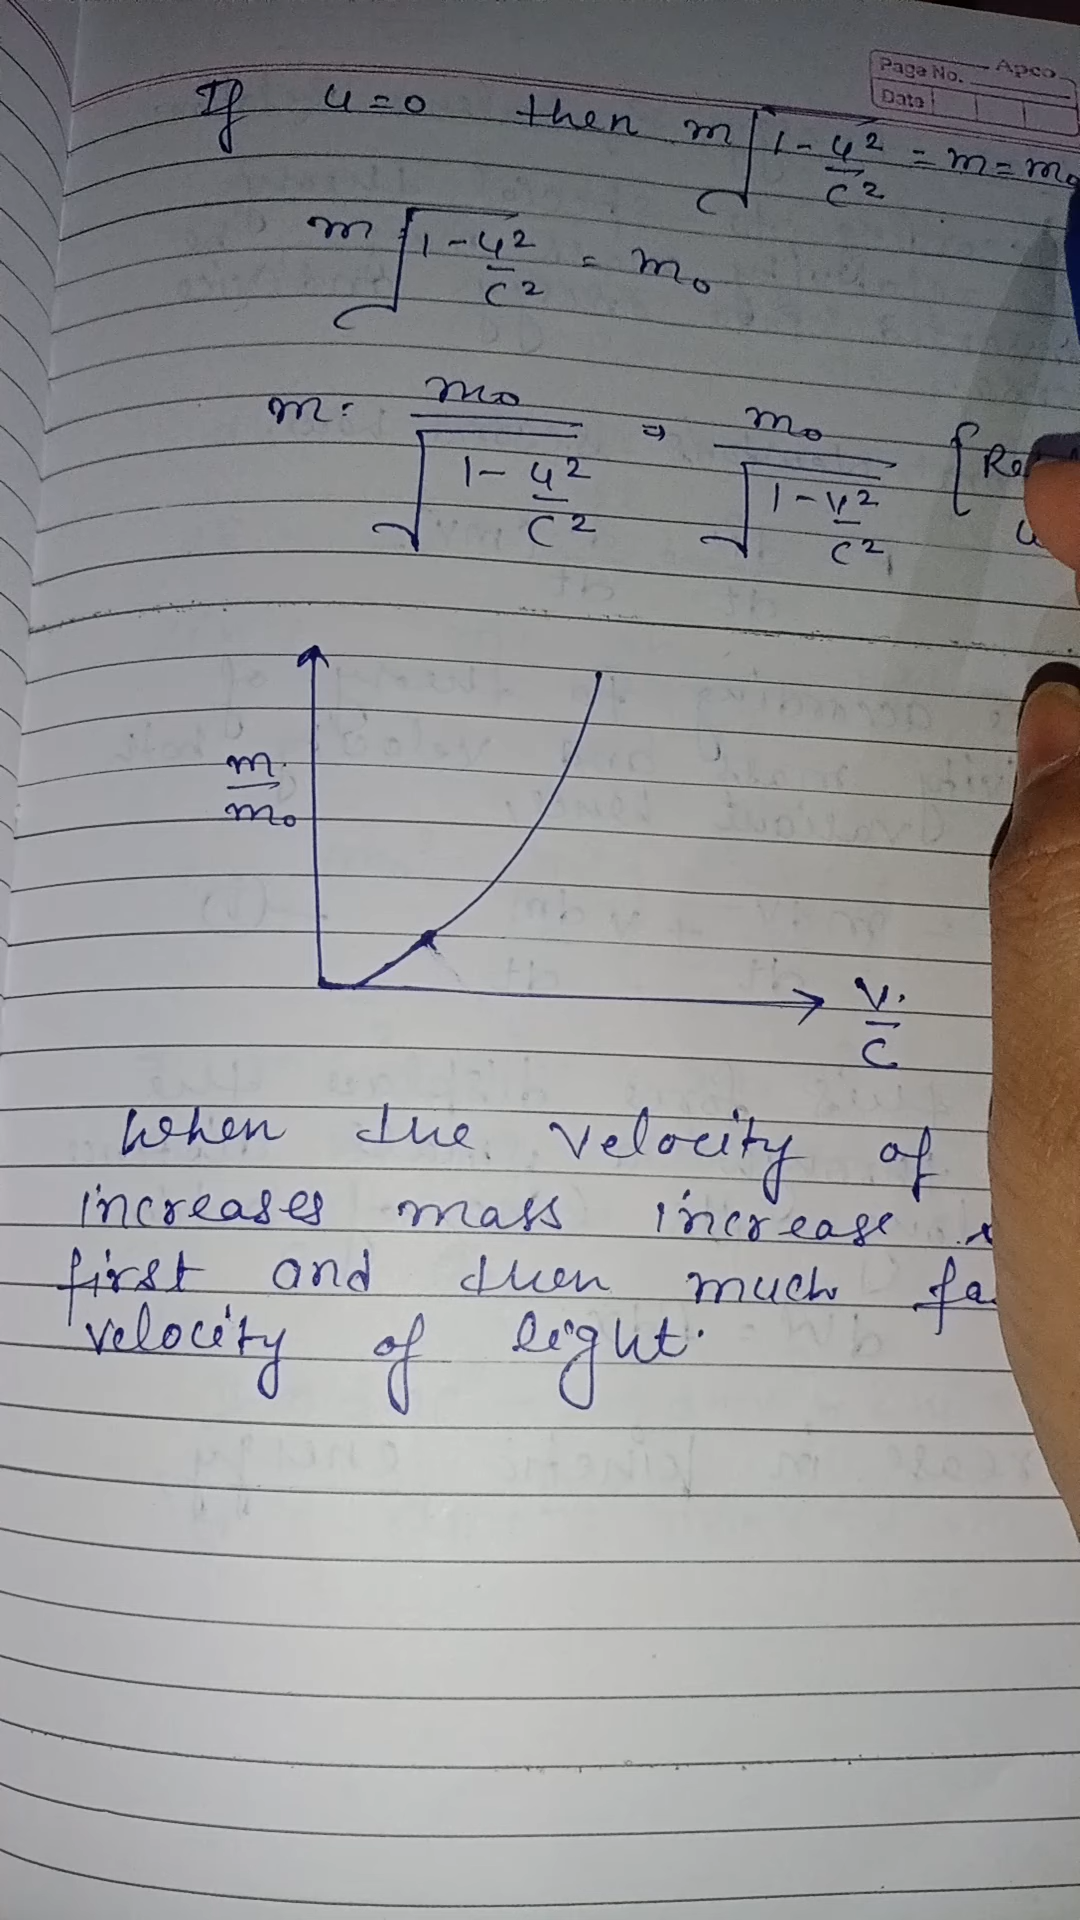 Page No.
Apco
Date
If u=0 then m√1-u²/c² = m = m₀
m√1-u²/c² = m₀
m = m₀/√1-u²/c² ⇒ m₀/√1-v²/c² {Re
u
m/m₀
v/c
When the velocity of
increases mass increase
first and then much fa
velocity of light.